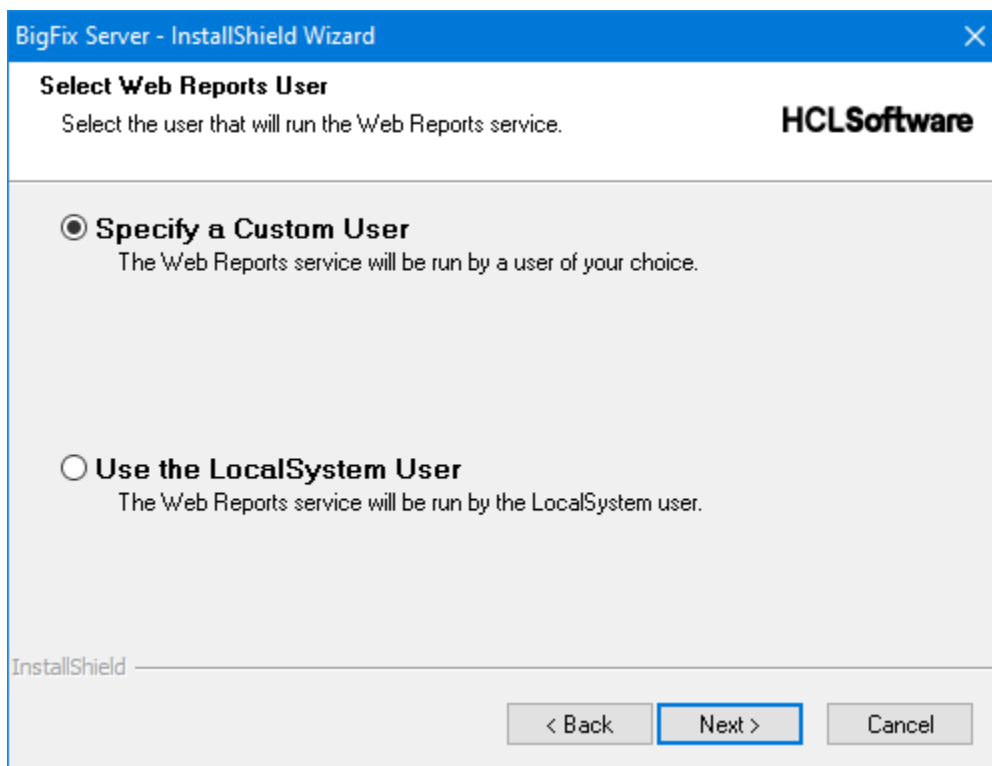 BigFix Server - InstallShield Wizard
Select Web Reports User
Select the user that will run the Web Reports service.
HCLSoftware
Specify a Custom User
The Web Reports service will be run by a user of your choice.
Use the LocalSystem User
The Web Reports service will be run by the LocalSystem user.
InstallShield
< Back
Next >
Cancel